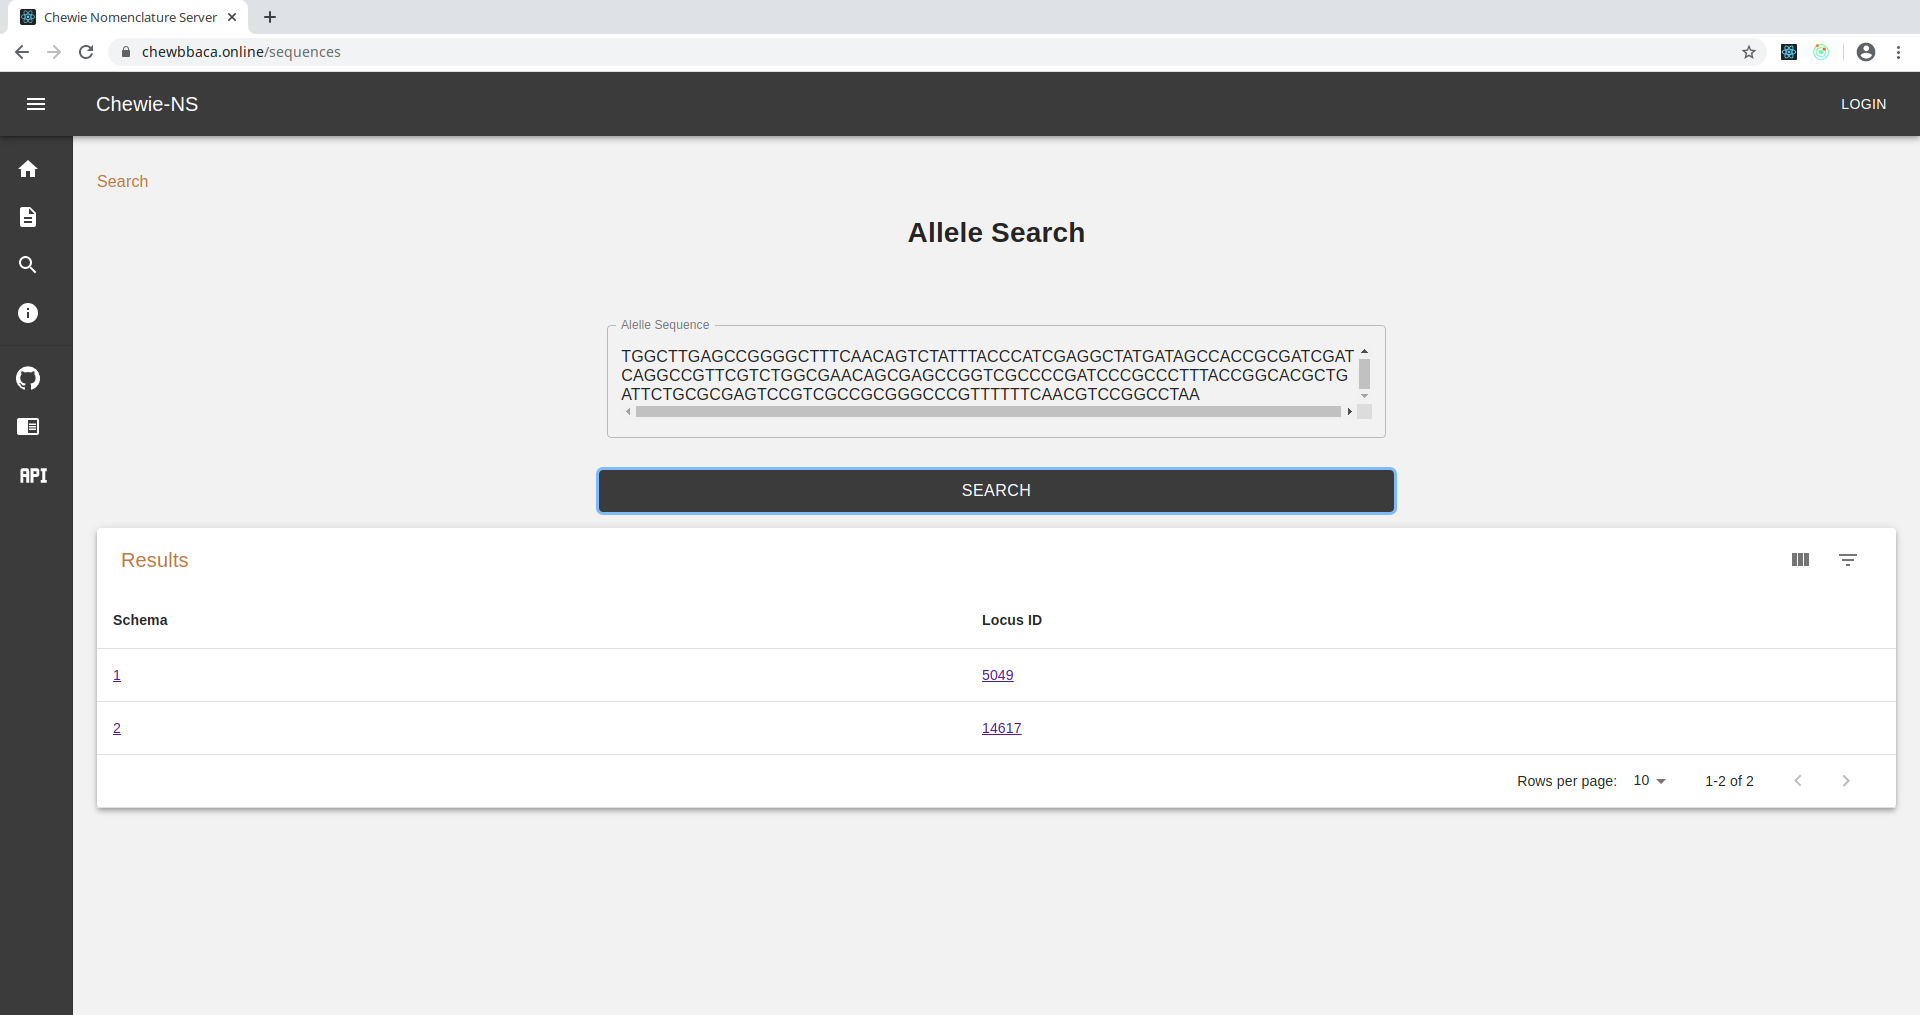 Chewie Nomenclature Server
chewbbaca.online/sequences
Chewie-NS
LOGIN
Search
Allele Search
Alelle Sequence
TGGCTTGAGCCGGGGCTTTCAACAGTCTATTTACCCATCGAGGCTATGATAGCCACCGCGATCGAT
CAGGCCGTTCGTCTGGCGAACAGCGAGCCGGTCGCCCCGATCCCGCCCTTTACCGGCACGCTG
ATTCTGCGCGAGTCCGTCGCCGCGGGCCCGTTTTTTCAACGTCCGGCCTAA
SEARCH
API
Results
Schema Locus ID
1 5049
2 14617
Rows per page: 10 1-2 of 2